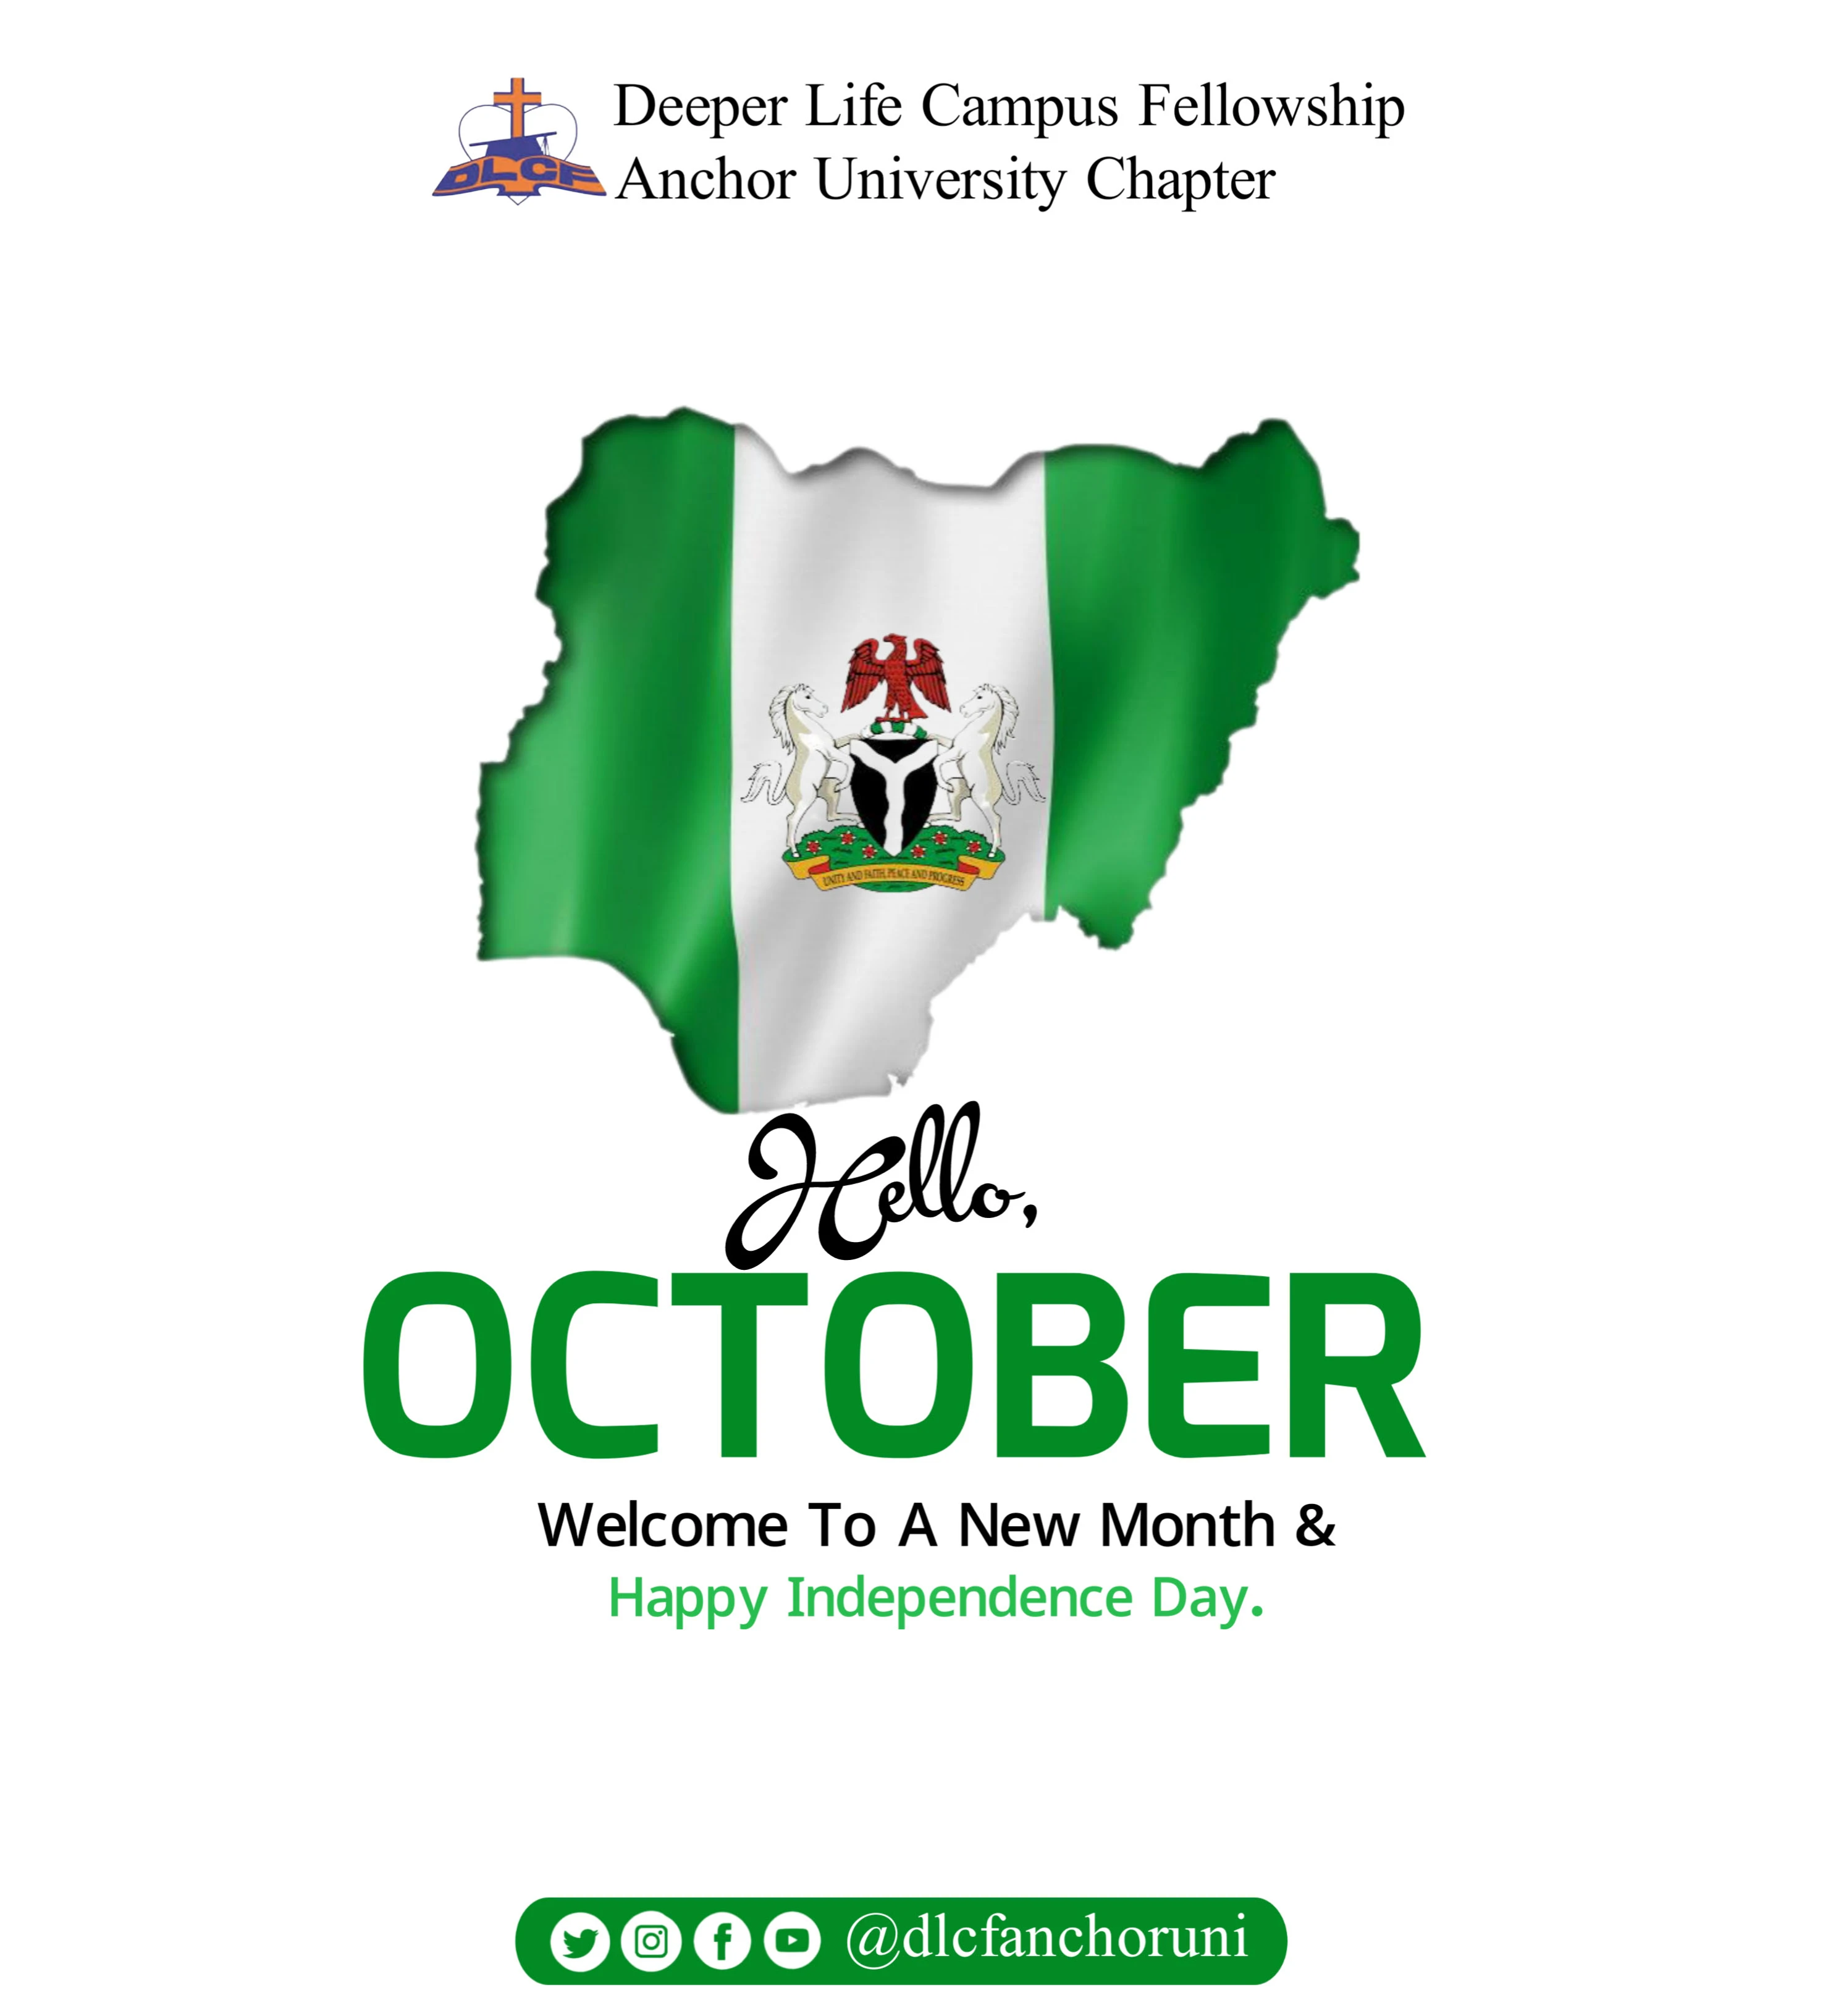 Deeper Life Campus Fellowship
DLCF
Anchor University Chapter
UNITY AND FAITH, PEACE AND PROGRESS
Hello,
OCTOBER
Welcome To A New Month &
Happy Independence Day.
@dlcfanchoruni